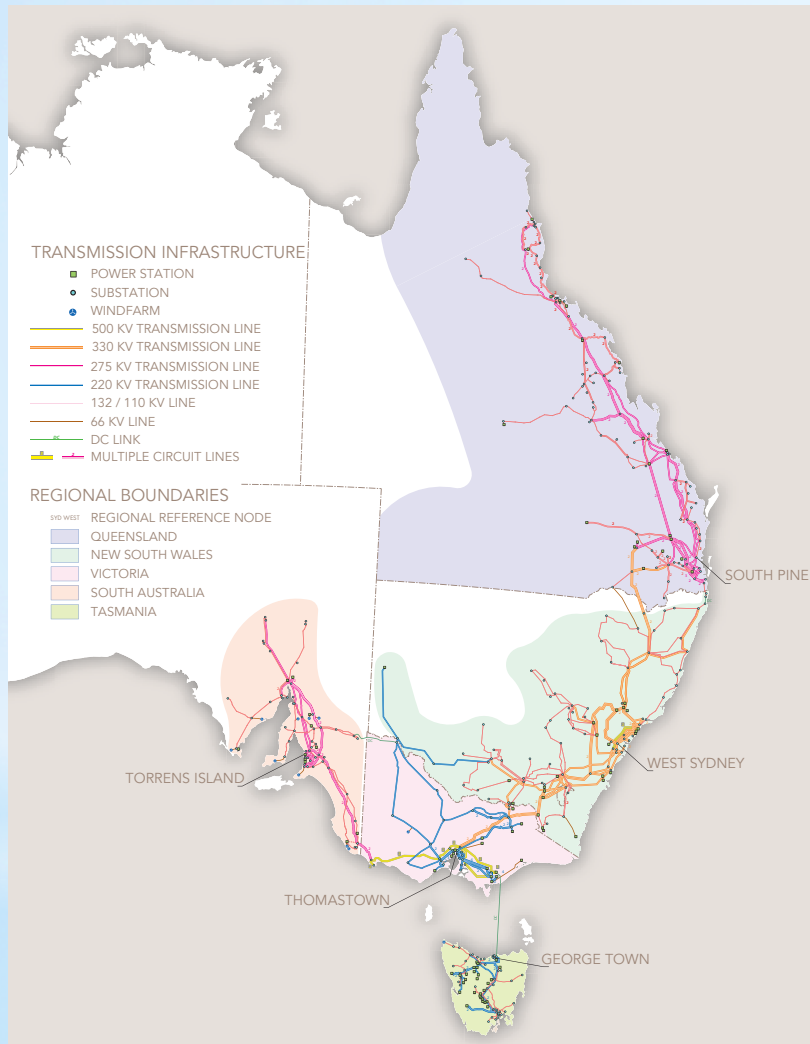 TRANSMISSION INFRASTRUCTURE
POWER STATION
SUBSTATION
WINDFARM
500 KV TRANSMISSION LINE
330 KV TRANSMISSION LINE
275 KV TRANSMISSION LINE
220 KV TRANSMISSION LINE
132 / 110 KV LINE
66 KV LINE
DC LINK
MULTIPLE CIRCUIT LINES
REGIONAL BOUNDARIES
SYD WEST REGIONAL REFERENCE NODE
QUEENSLAND
NEW SOUTH WALES
VICTORIA
SOUTH AUSTRALIA
TASMANIA
SOUTH PINE
WEST SYDNEY
TORRENS ISLAND
THOMASTOWN
GEORGE TOWN